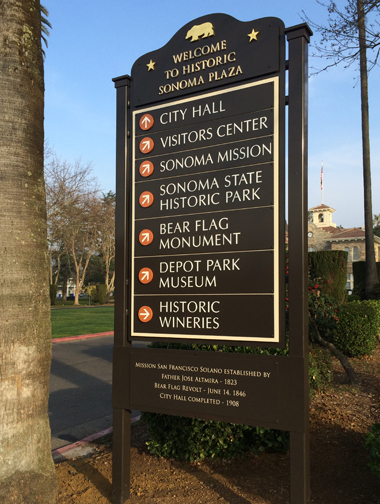 WELCOME
TO HISTORIC
SONOMA PLAZA
CITY HALL
VISITORS CENTER
SONOMA MISSION
SONOMA STATE
HISTORIC PARK
BEAR FLAG
MONUMENT
DEPOT PARK
MUSEUM
HISTORIC
WINERIES
MISSION SAN FRANCISCO SOLANO ESTABLISHED BY
FATHER JOSE ALTMIRA - 1823
BEAR FLAG REVOLT - JUNE 14, 1846
CITY HALL COMPLETED - 1908